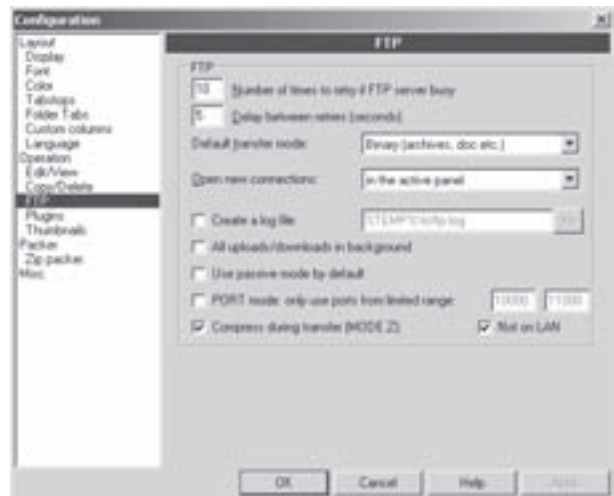 Configuration
Layout
Display
Font
Color
Tabstops
Folder Tabs
Custom columns
Language
Operation
Edit/View
Copy/Delete
FTP
Plugins
Thumbnails
Packer
Zip packer
Misc.
FTP
FTP
10 Number of times to retry if FTP server busy
5 Delay between retries (seconds)
Default transfer mode: Binary (archives, doc etc.)
Open new connections: in the active panel
Create a log file:
All uploads/downloads in background
Use passive mode by default
PORT mode: only use ports from limited range: 10000 11000
Compress during transfer (MODE Z) Not on LAN
OK Cancel Help Apply